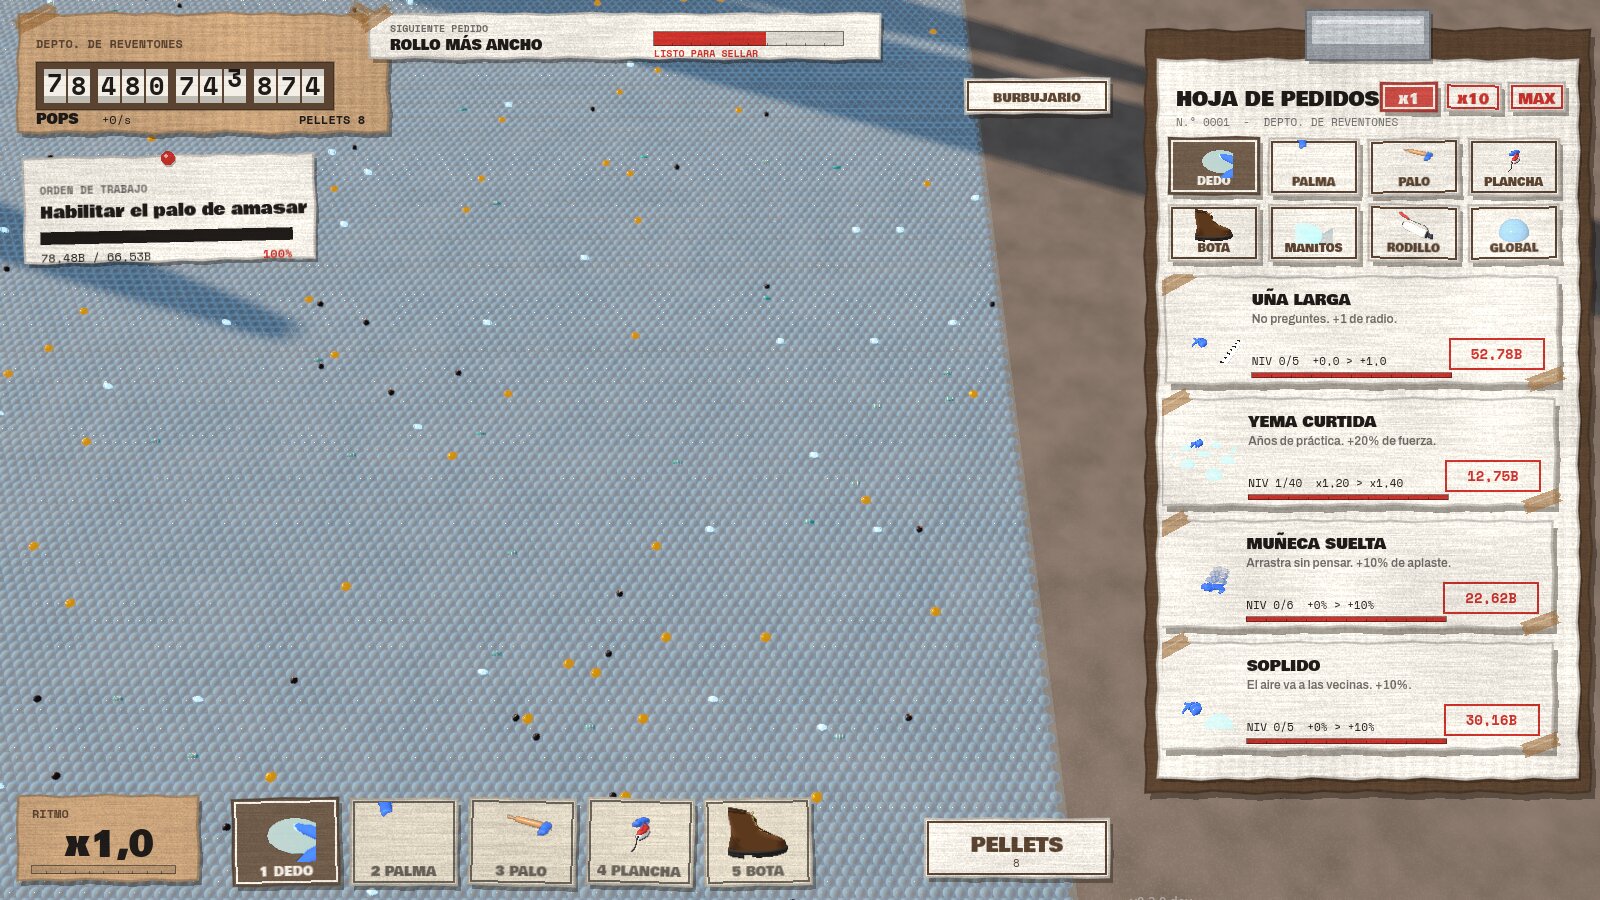 DEPTO. DE REVENTONES
78 480 743 874
POPS +0/s PELLETS 8
SIGUIENTE PEDIDO
ROLLO MÁS ANCHO
LISTO PARA SELLAR
BURBUJARIO
ORDEN DE TRABAJO
Habilitar el palo de amasar
78,48B / 66,53B 100%
HOJA DE PEDIDOS x1 x10 MAX
N.° 0001 - DEPTO. DE REVENTONES
DEDO PALMA PALO PLANCHA
BOTA MANITOS RODILLO GLOBAL
UÑA LARGA
No preguntes. +1 de radio.
NIV 0/5 +0,0 > +1,0 52,78B
YEMA CURTIDA
Años de práctica. +20% de fuerza.
NIV 1/40 x1,20 > x1,40 12,75B
MUÑECA SUELTA
Arrastra sin pensar. +10% de aplaste.
NIV 0/6 +0% > +10% 22,62B
SOPLIDO
El aire va a las vecinas. +10%.
NIV 0/5 +0% > +10% 30,16B
RITMO
x1,0
1 DEDO 2 PALMA 3 PALO 4 PLANCHA 5 BOTA
PELLETS
8